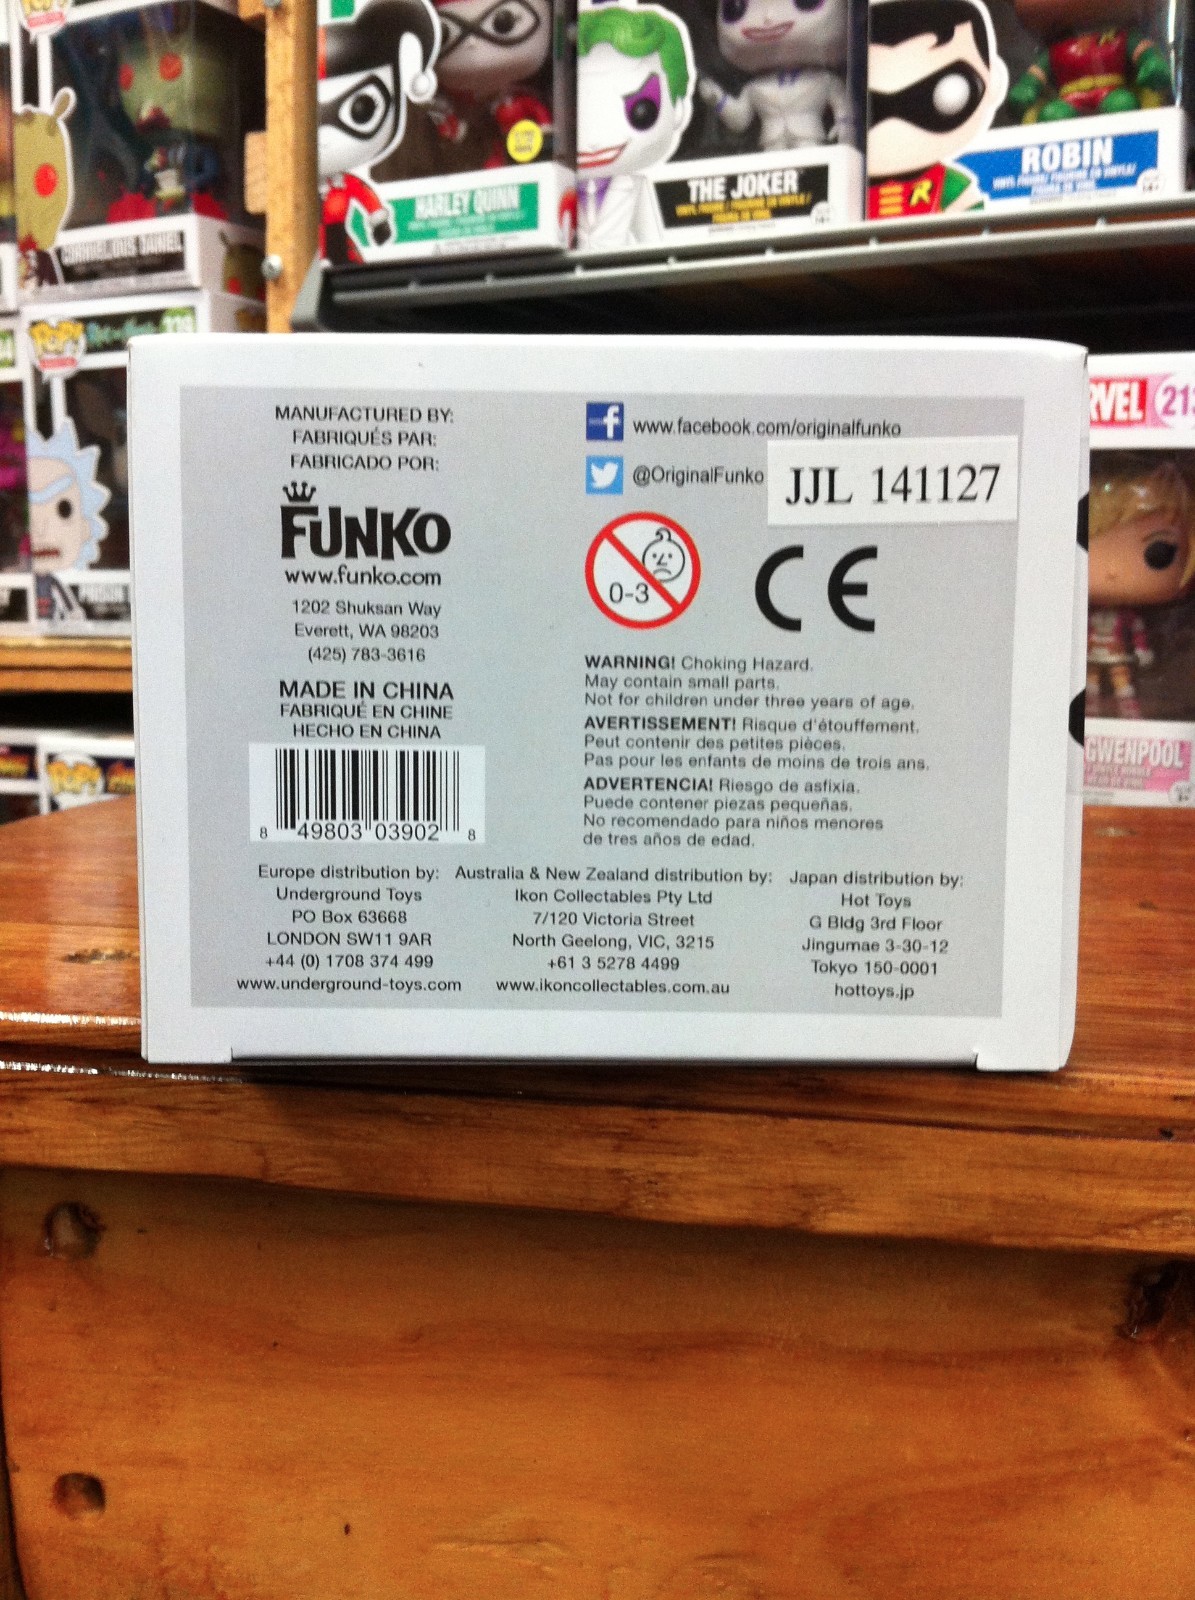 HARLEY QUINN
THE JOKER
VINYL FIGURE/
ROBIN
VINYL FIGURE/
RVEL
GWENPOOL
MANUFACTURED BY:
FABRIQUÉS PAR:
FABRICADO POR:
FUNKO
www.funko.com
1202 Shuksan Way
Everett, WA 98203
(425) 783-3616
MADE IN CHINA
FABRIQUÉ EN CHINE
HECHO EN CHINA
8 49803 03902 8
www.facebook.com/originalfunko
@OriginalFunko
JJL 141127
0-3
CE
WARNING! Choking Hazard.
May contain small parts.
Not for children under three years of age.
AVERTISSEMENT! Risque d'étouffement.
Peut contenir des petites pièces.
Pas pour les enfants de moins de trois ans.
ADVERTENCIA! Riesgo de asfixia.
Puede contener piezas pequeñas.
No recomendado para niños menores
de tres años de edad.
Europe distribution by:
Underground Toys
PO Box 63668
LONDON SW11 9AR
+44 (0) 1708 374 499
www.underground-toys.com
Australia & New Zealand distribution by:
Ikon Collectables Pty Ltd
7/120 Victoria Street
North Geelong, VIC, 3215
+61 3 5278 4499
www.ikoncollectables.com.au
Japan distribution by:
Hot Toys
G Bldg 3rd Floor
Jingumae 3-30-12
Tokyo 150-0001
hottoys.jp